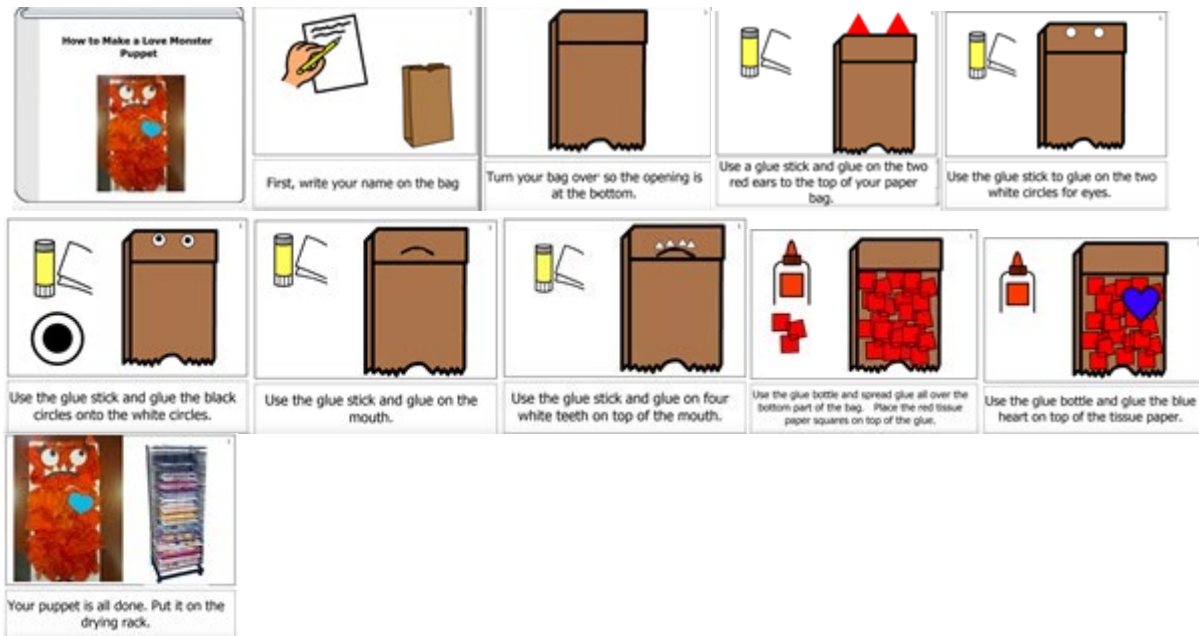 How to Make a Love Monster
Puppet
First, write your name on the bag
Turn your bag over so the opening is
at the bottom.
Use a glue stick and glue on the two
red ears to the top of your paper
bag.
Use the glue stick to glue on the two
white circles for eyes.
Use the glue stick and glue the black
circles onto the white circles.
Use the glue stick and glue on the
mouth.
Use the glue stick and glue on four
white teeth on top of the mouth.
Use the glue bottle and spread glue all over the
bottom part of the bag. Place the red tissue
paper squares on top of the glue.
Use the glue bottle and glue the blue
heart on top of the tissue paper.
Your puppet is all done. Put it on the
drying rack.